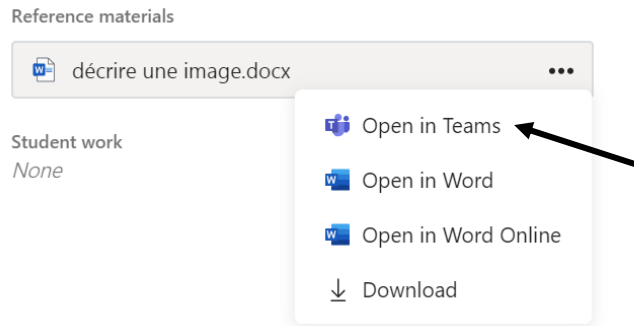 Reference materials
décrire une image.docx
Open in Teams
Student work
None
Open in Word
Open in Word Online
Download